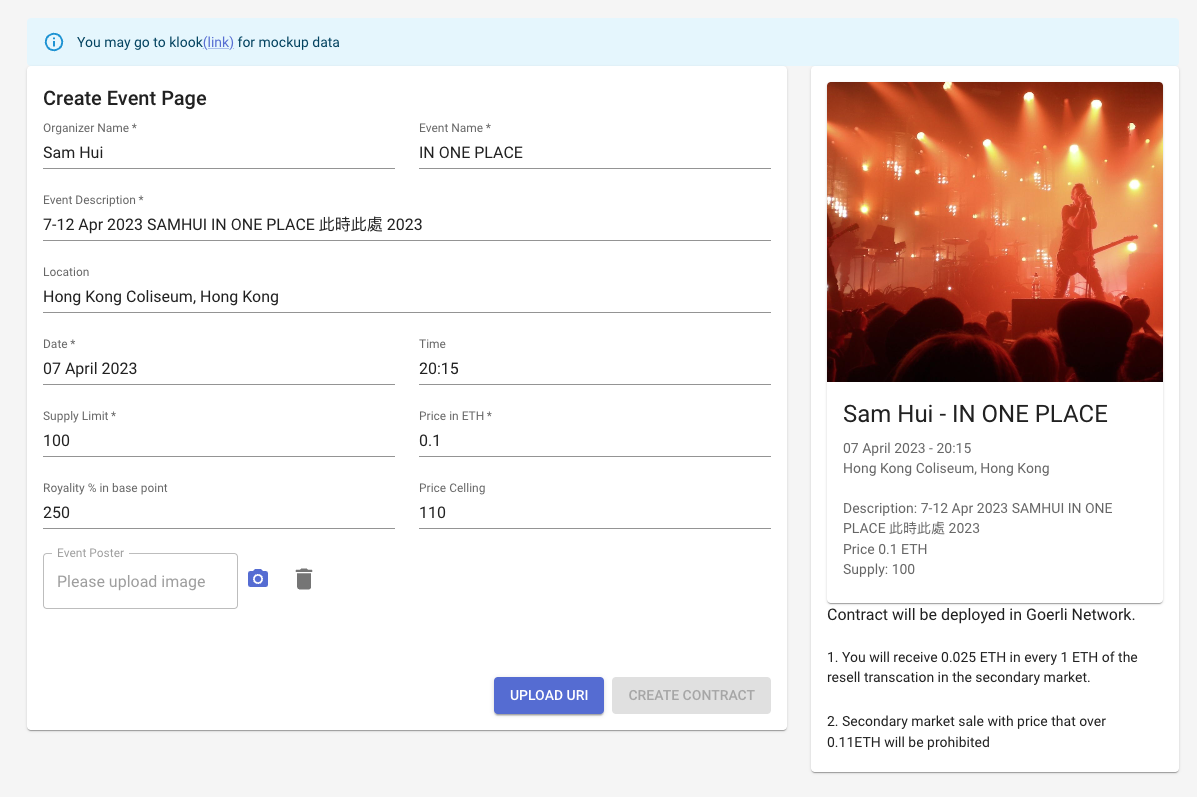 You may go to klook(link) for mockup data
Create Event Page
Organizer Name *
Sam Hui
Event Name *
IN ONE PLACE
Event Description *
7-12 Apr 2023 SAMHUI IN ONE PLACE 此時此處 2023
Location
Hong Kong Coliseum, Hong Kong
Date *
07 April 2023
Time
20:15
Supply Limit *
100
Price in ETH *
0.1
Royality % in base point
250
Price Celling
110
Event Poster
Please upload image
UPLOAD URI
CREATE CONTRACT
Sam Hui - IN ONE PLACE
07 April 2023 - 20:15
Hong Kong Coliseum, Hong Kong
Description: 7-12 Apr 2023 SAMHUI IN ONE
PLACE 此時此處 2023
Price 0.1 ETH
Supply: 100
Contract will be deployed in Goerli Network.
1. You will receive 0.025 ETH in every 1 ETH of the
resell transcation in the secondary market.
2. Secondary market sale with price that over
0.11ETH will be prohibited